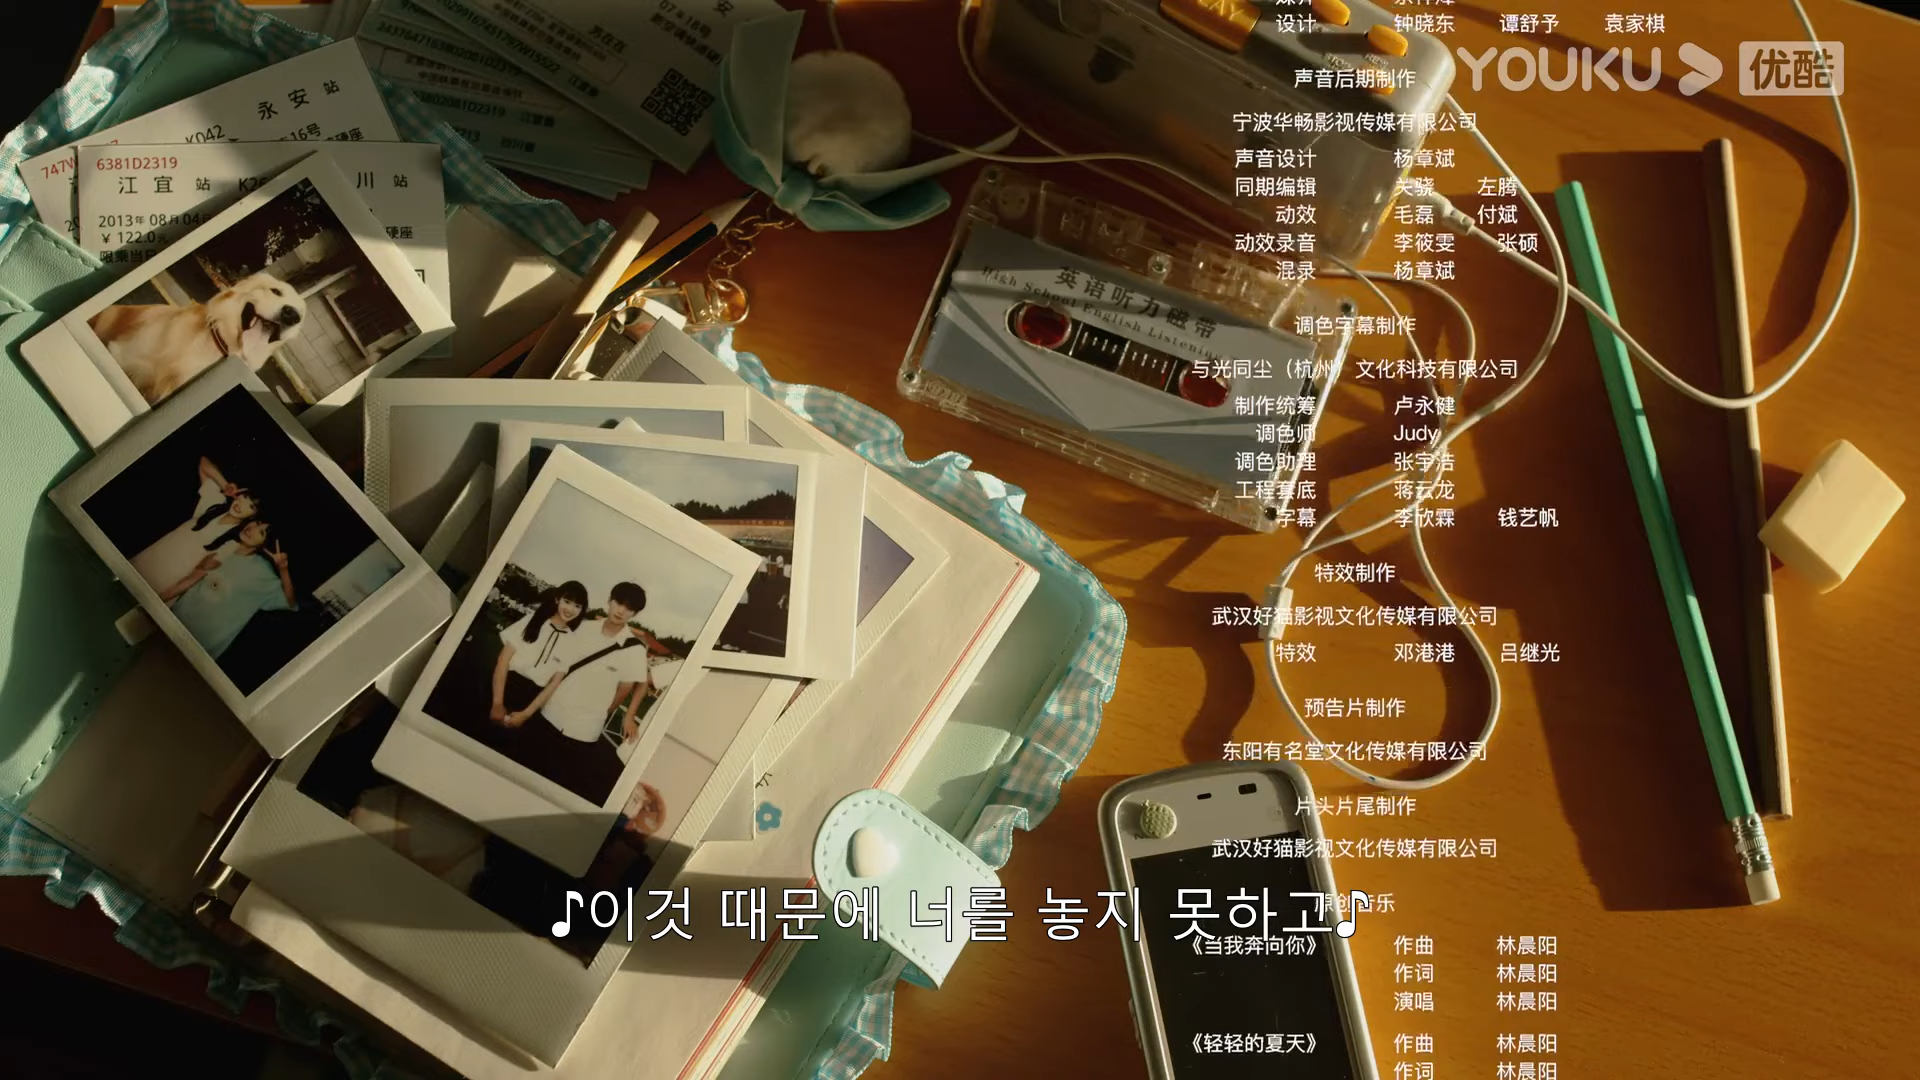 设计 钟晓东 谭舒予 袁家棋
YOUKU 优酷
声音后期制作
宁波华畅影视传媒有限公司
声音设计 杨章斌
同期编辑 关骁 左腾
动效 毛磊 付斌
动效录音 李筱雯 张硕
混录 杨章斌
调色字幕制作
与光同尘（杭州）文化科技有限公司
制作统筹 卢永健
调色师 Judy
调色助理 张宇浩
工程套底 蒋云龙
字幕 李欣霖 钱艺帆
特效制作
武汉好猫影视文化传媒有限公司
特效 邓港港 吕继光
预告片制作
东阳有名堂文化传媒有限公司
片头片尾制作
武汉好猫影视文化传媒有限公司
原创音乐
《当我奔向你》 作曲 林晨阳
作词 林晨阳
演唱 林晨阳
《轻轻的夏天》 作曲 林晨阳
作词 林晨阳
♪이것 때문에 너를 놓지 못하고♪
永安站
K042
6381D2319
江宜站
川站
2013年08月04日
¥122.0元
硬座
英语听力磁带
High School English Listening